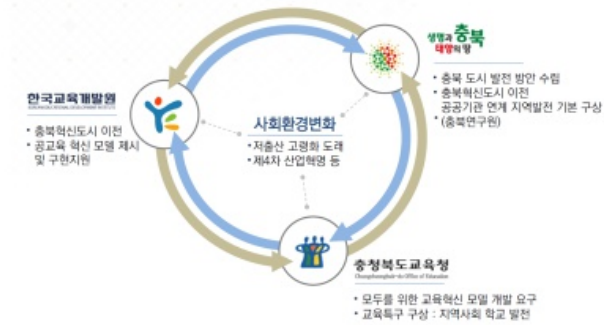 생명과 충북
태양의 땅
• 충북 도시 발전 방안 수립
• 충북혁신도시 이전
공공기관 연계 지역발전 기본 구상
• (충북연구원)
한국교육개발원
• 충북혁신도시 이전
• 공교육 혁신 모델 제시
및 구현지원
사회환경변화
• 저출산 고령화 도래
• 제4차 산업혁명 등
충청북도교육청
Chungcheongbuk-do Office of Education
• 모두를 위한 교육혁신 모델 개발 요구
• 교육특구 구상 : 지역사회 학교 발전